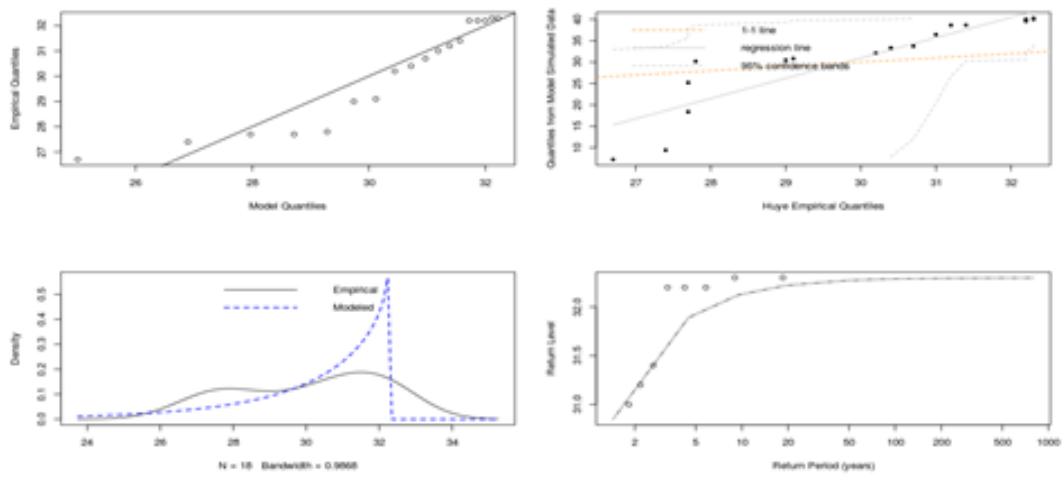 Empirical Quantiles
27 28 29 30 31 32
26 28 30 32
Model Quantiles
Quantiles from Model Simulated Data
10 15 20 25 30 35 40
1-1 line
regression line
95% confidence bands
27 28 29 30 31 32
Huye Empirical Quantiles
Density
0.0 0.1 0.2 0.3 0.4 0.5
Empirical
Modeled
24 26 28 30 32 34
N = 18 Bandwidth = 0.9868
Return Level
31.0 31.5 32.0
2 5 10 20 50 100 200 500 1000
Return Period (years)